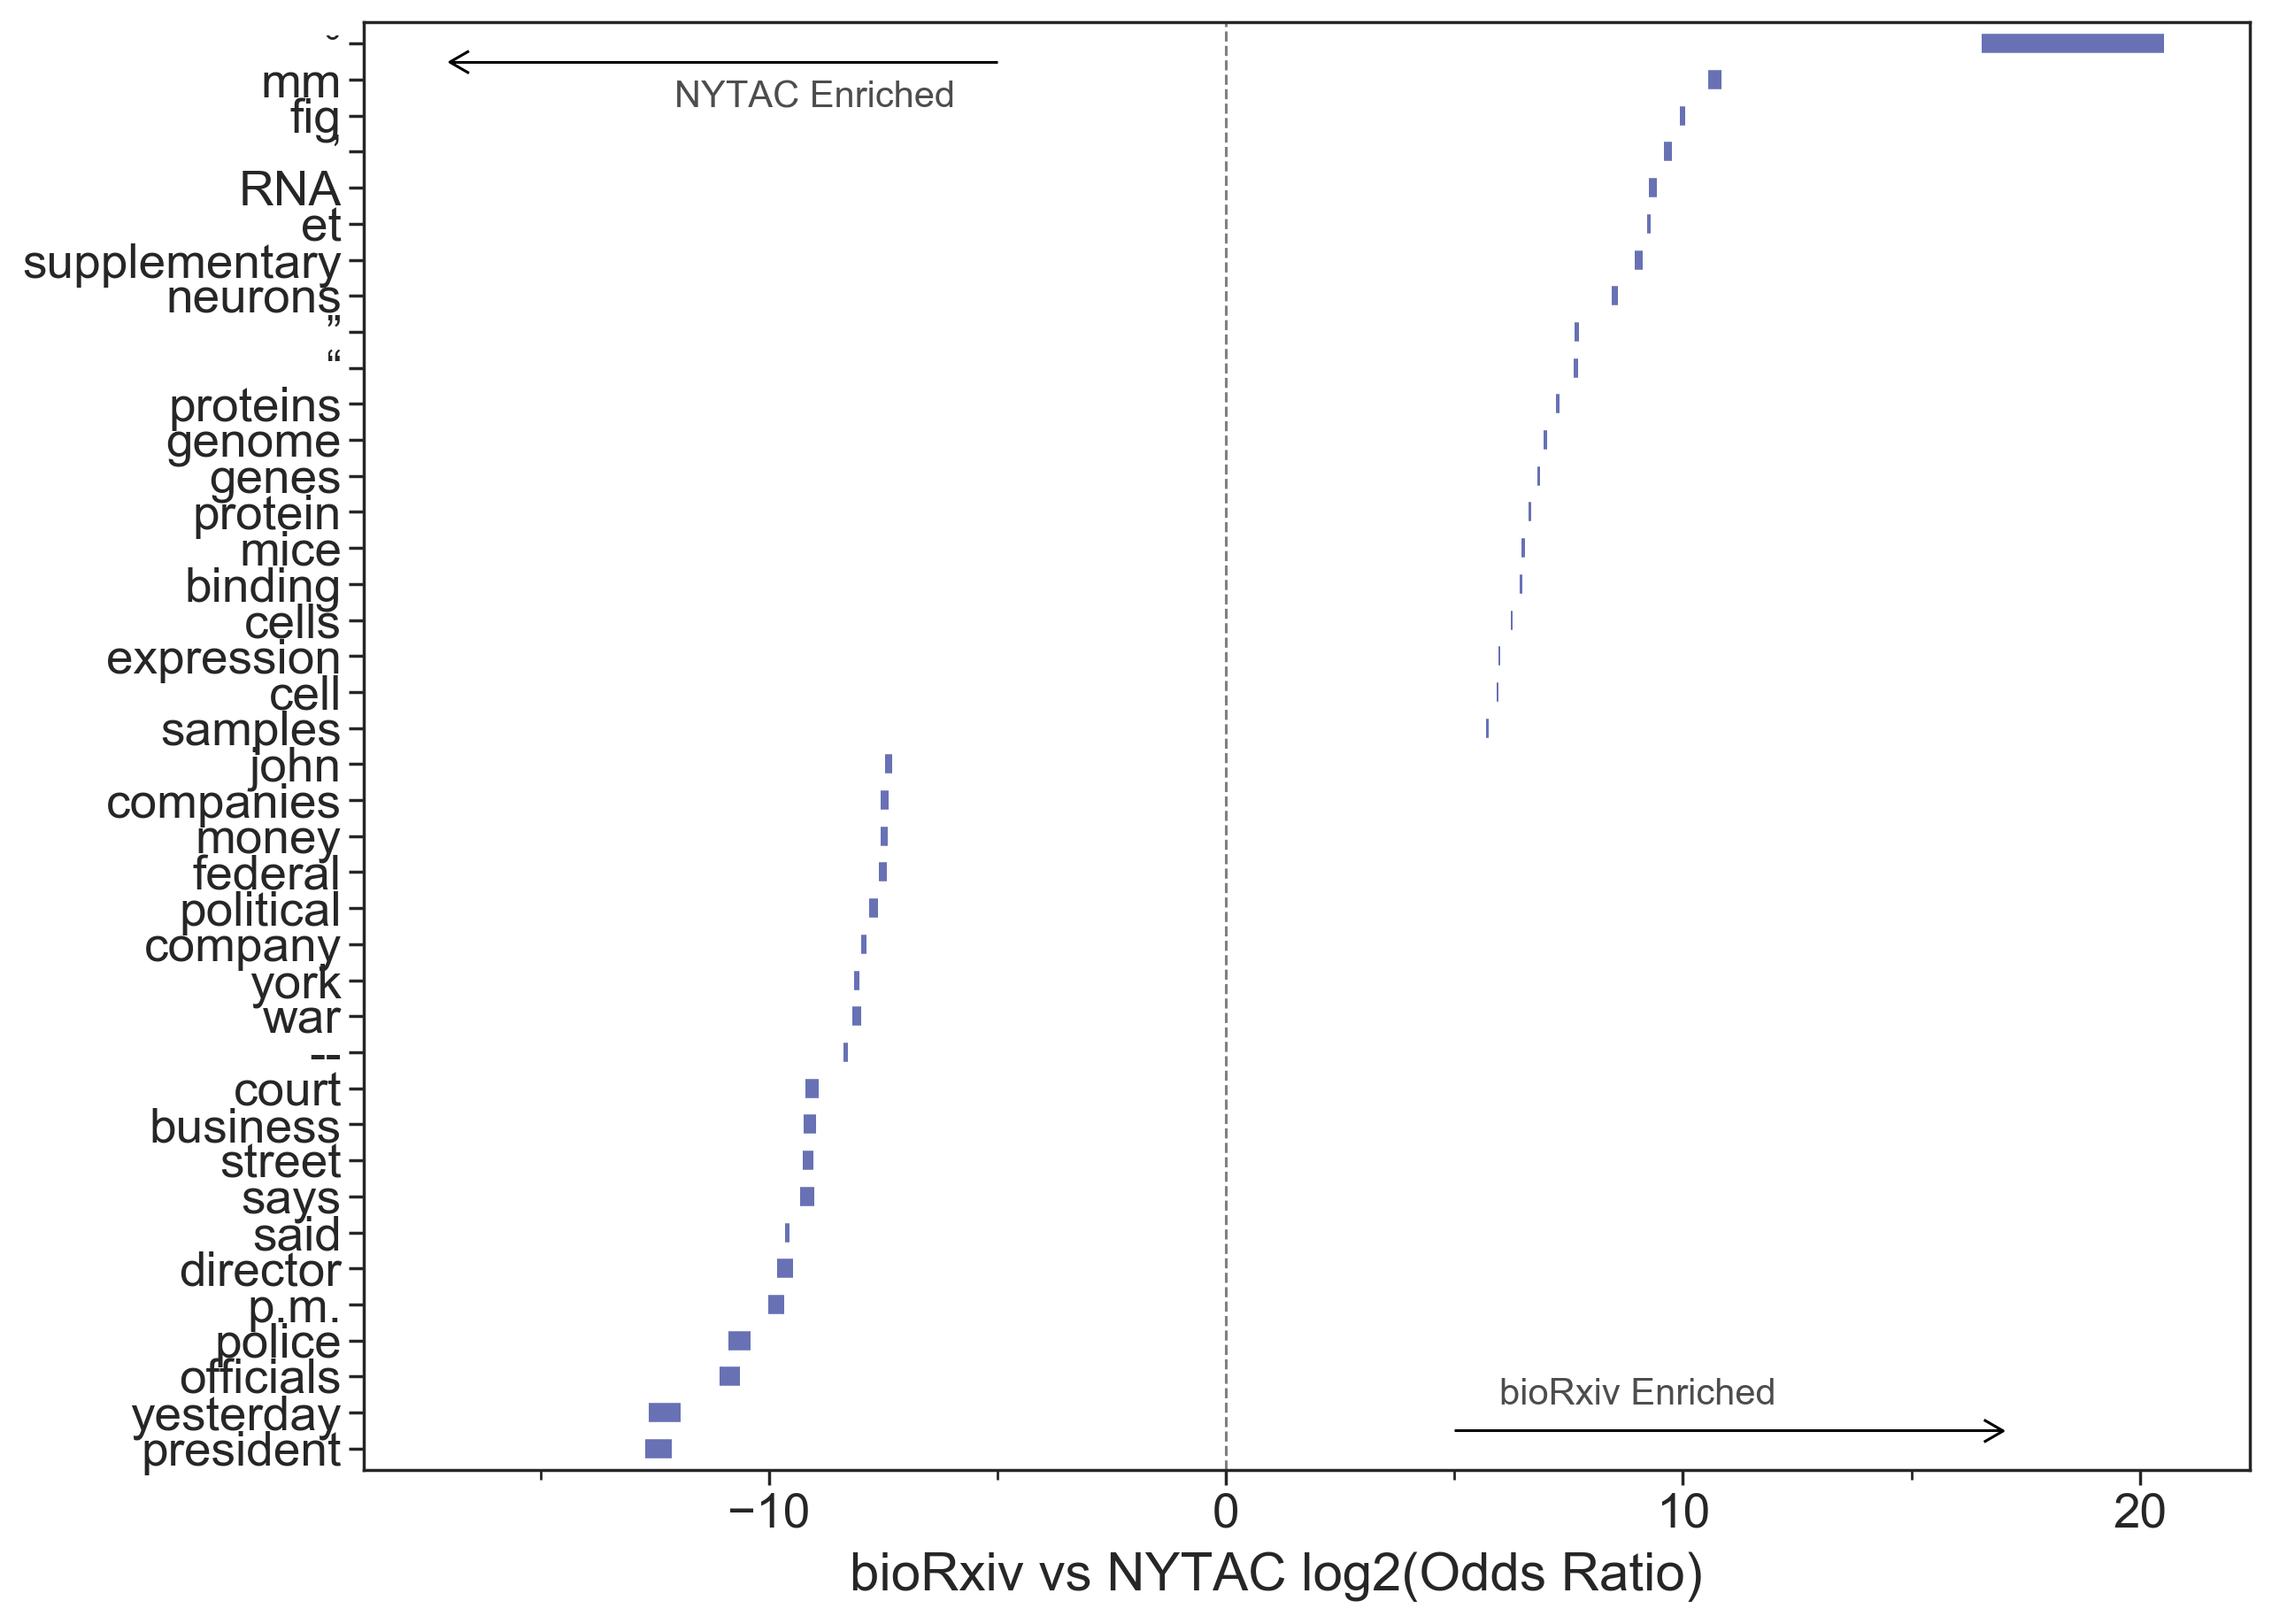 ˘
mm
fig
’
RNA
et
supplementary
neurons
”
“
proteins
genome
genes
protein
mice
binding
cells
expression
cell
samples
john
companies
money
federal
political
company
york
war
--
court
business
street
says
said
director
p.m.
police
officials
yesterday
president
NYTAC Enriched
bioRxiv Enriched
−10 0 10 20
bioRxiv vs NYTAC log2(Odds Ratio)